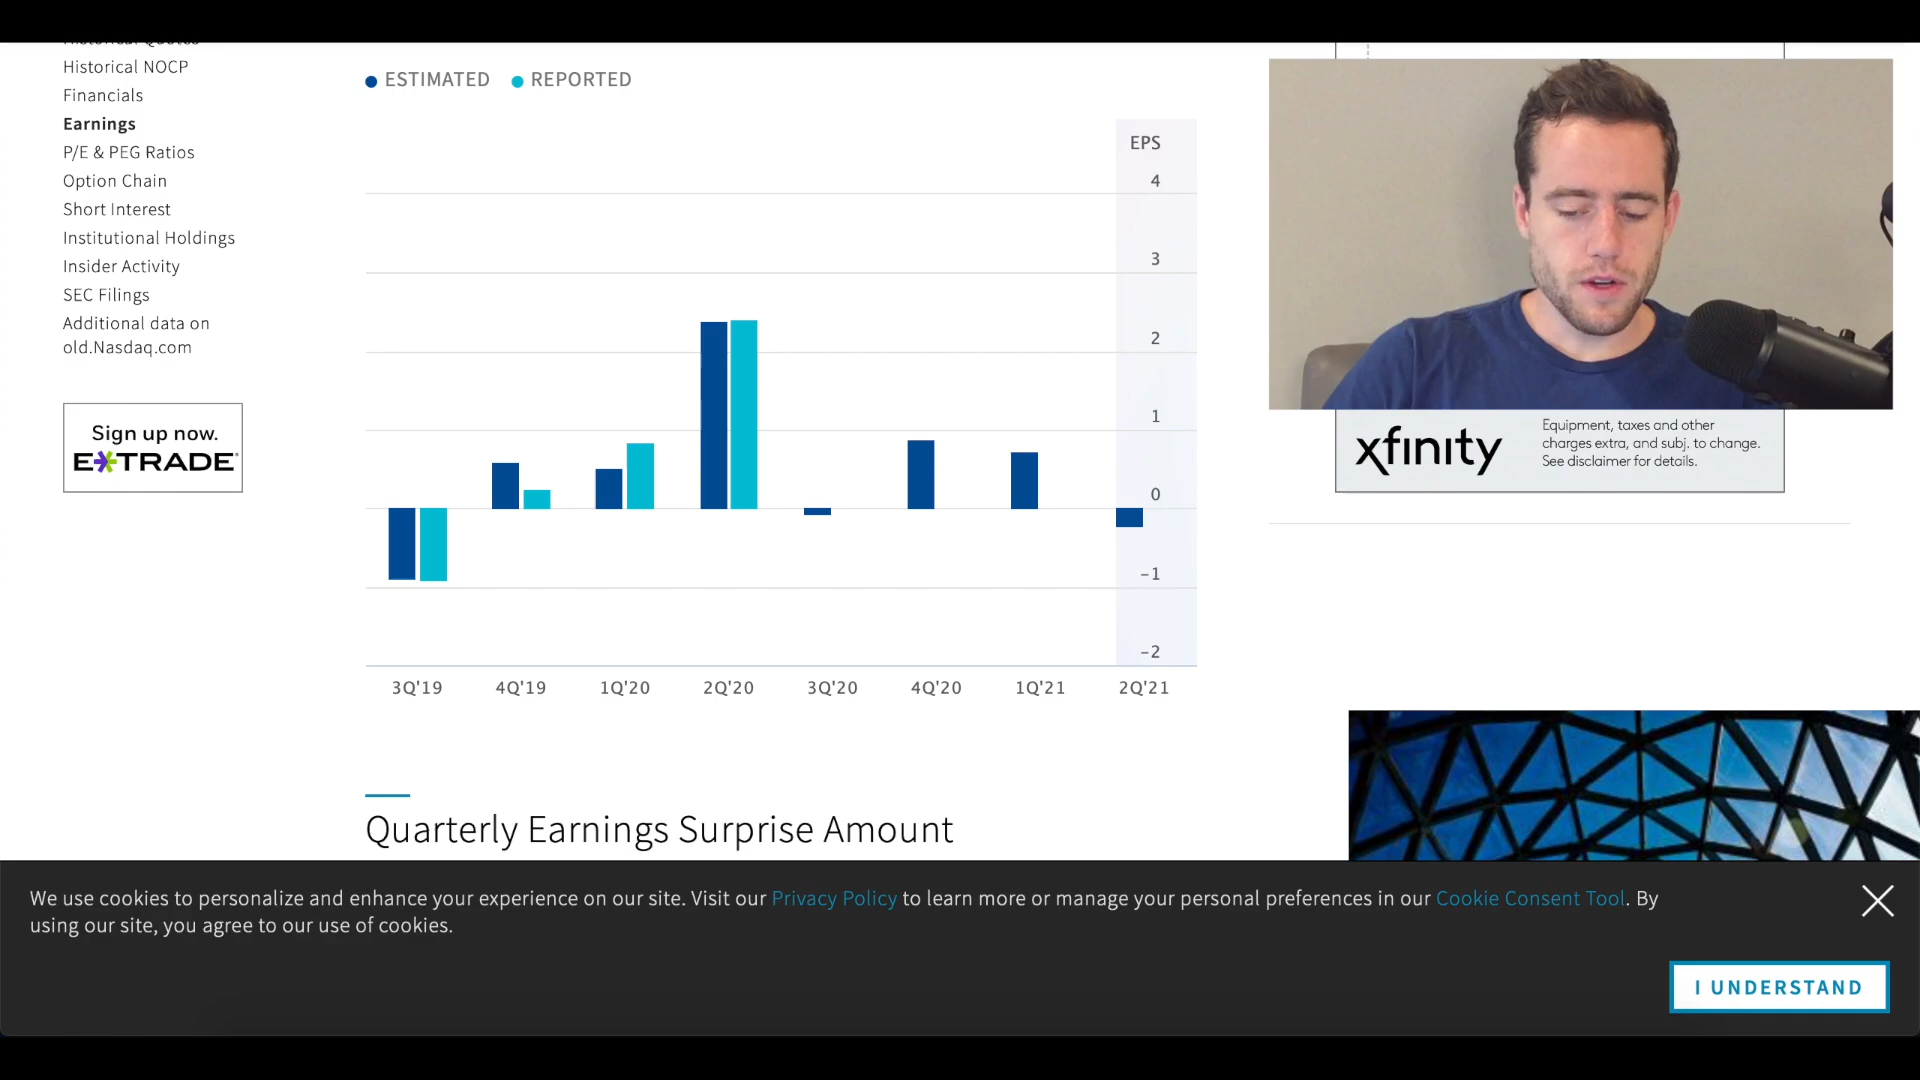 Historical NOCP
Financials
Earnings
P/E & PEG Ratios
Option Chain
Short Interest
Institutional Holdings
Insider Activity
SEC Filings
Additional data on
old.Nasdaq.com
Sign up now.
E*TRADE
ESTIMATED REPORTED
EPS
4
3
2
1
0
-1
-2
3Q'19 4Q'19 1Q'20 2Q'20 3Q'20 4Q'20 1Q'21 2Q'21
Quarterly Earnings Surprise Amount
xfinity
Equipment, taxes and other
charges extra, and subj. to change.
See disclaimer for details.
We use cookies to personalize and enhance your experience on our site. Visit our Privacy Policy to learn more or manage your personal preferences in our Cookie Consent Tool. By
using our site, you agree to our use of cookies.
I UNDERSTAND